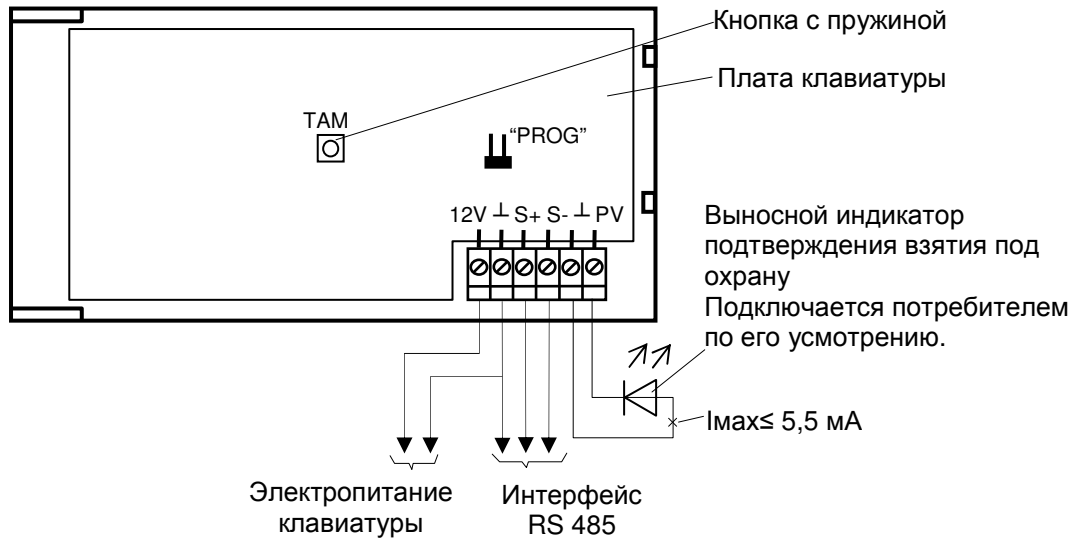 Кнопка с пружиной
Плата клавиатуры
TAM
“PROG”
12V ⊥ S+ S- ⊥ PV
Выносной индикатор
подтверждения взятия под
охрану
Подключается потребителем
по его усмотрению.
Iмах≤ 5,5 мА
Электропитание
клавиатуры
Интерфейс
RS 485